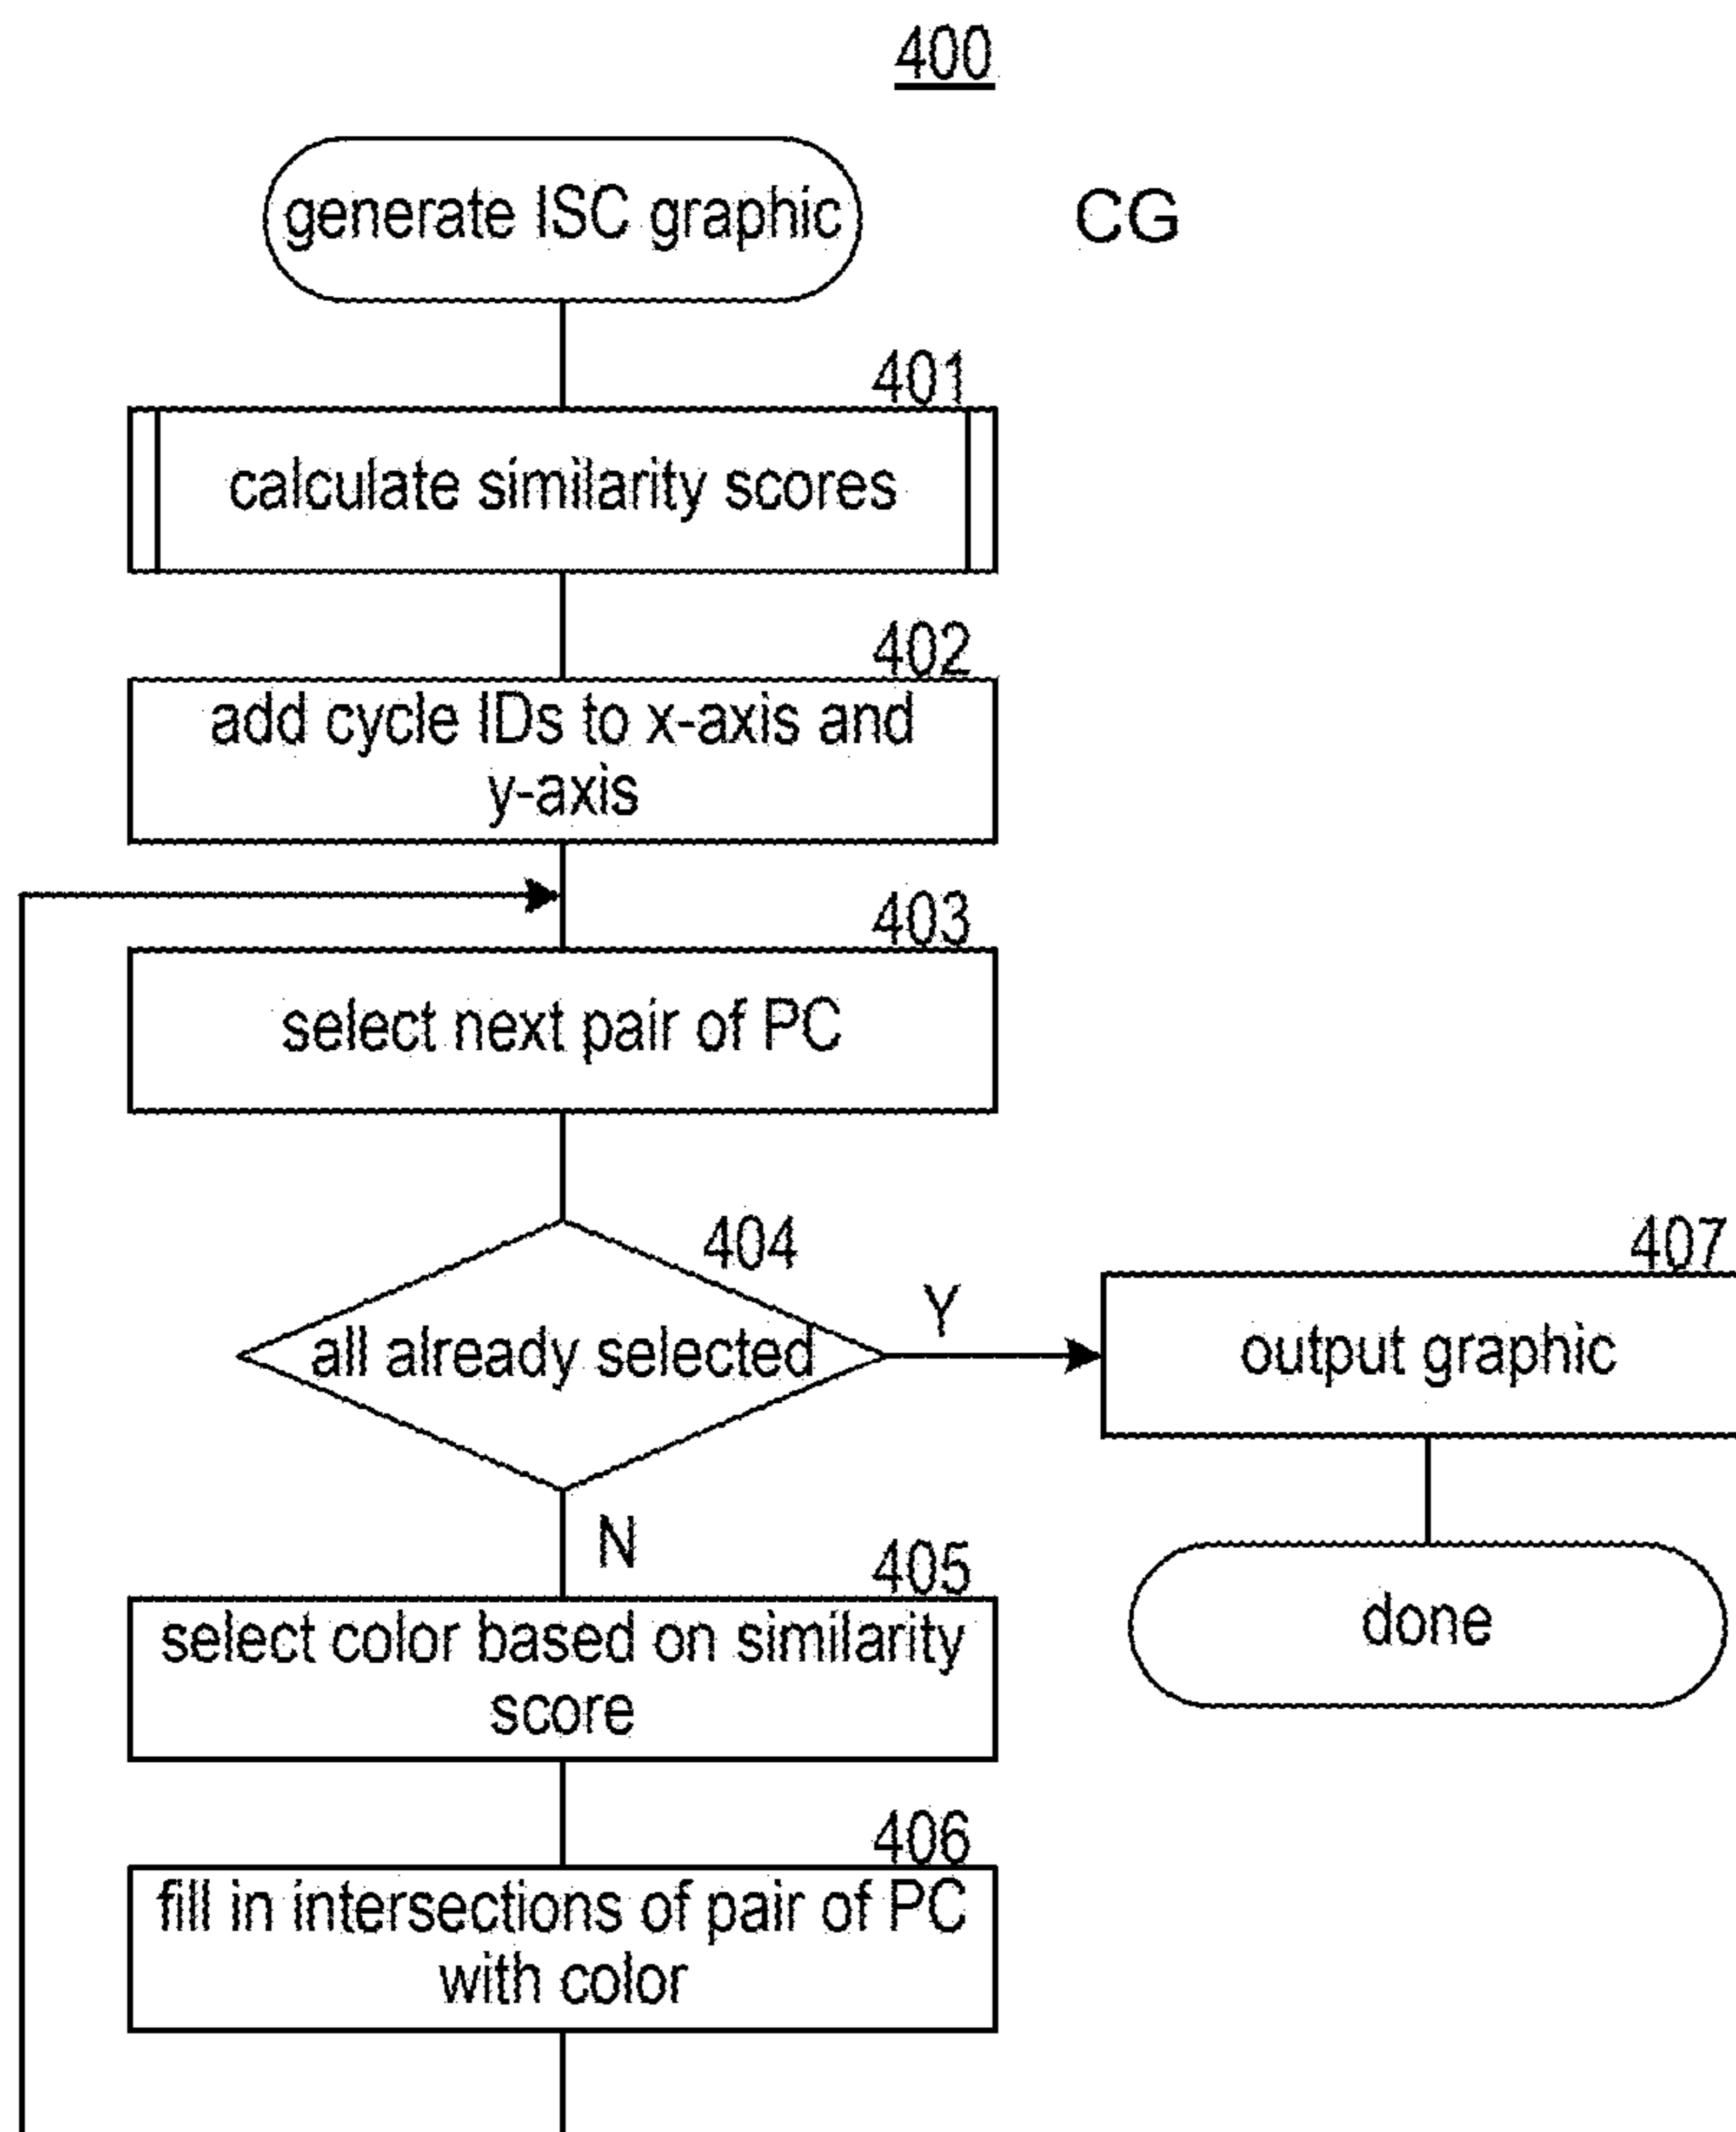 400
generate ISC graphic
CG
401
calculate similarity scores
402
add cycle IDs to x-axis and
y-axis
403
select next pair of PC
404
all already selected
Y
407
output graphic
done
N
405
select color based on similarity
score
406
fill in intersections of pair of PC
with color